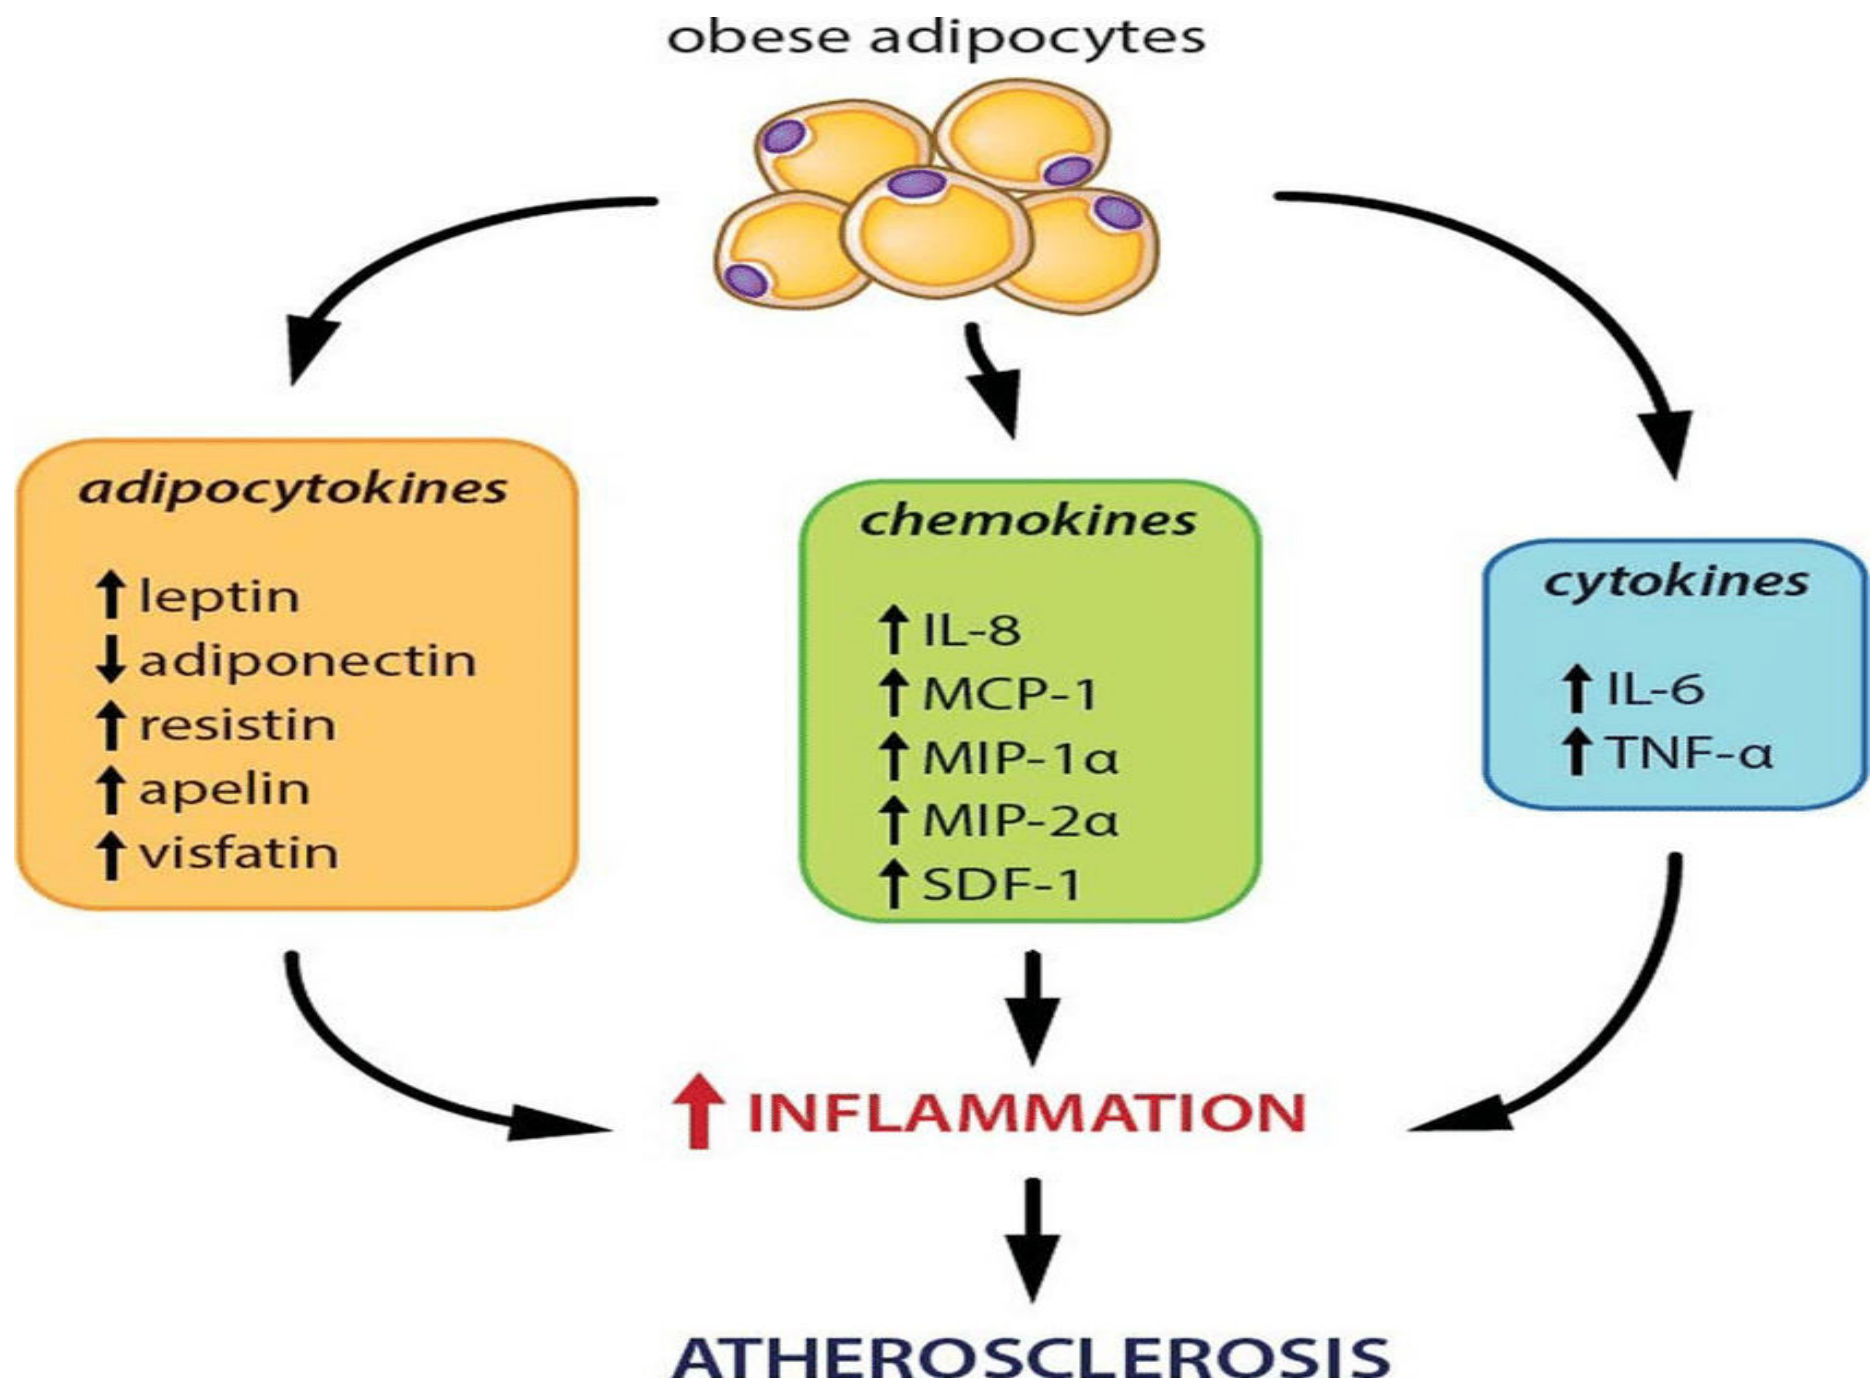 obese adipocytes
adipocytokines
↑ leptin
↓ adiponectin
↑ resistin
↑ apelin
↑ visfatin
chemokines
↑ IL-8
↑ MCP-1
↑ MIP-1α
↑ MIP-2α
↑ SDF-1
cytokines
↑ IL-6
↑ TNF-α
↑ INFLAMMATION
ATHEROSCLEROSIS